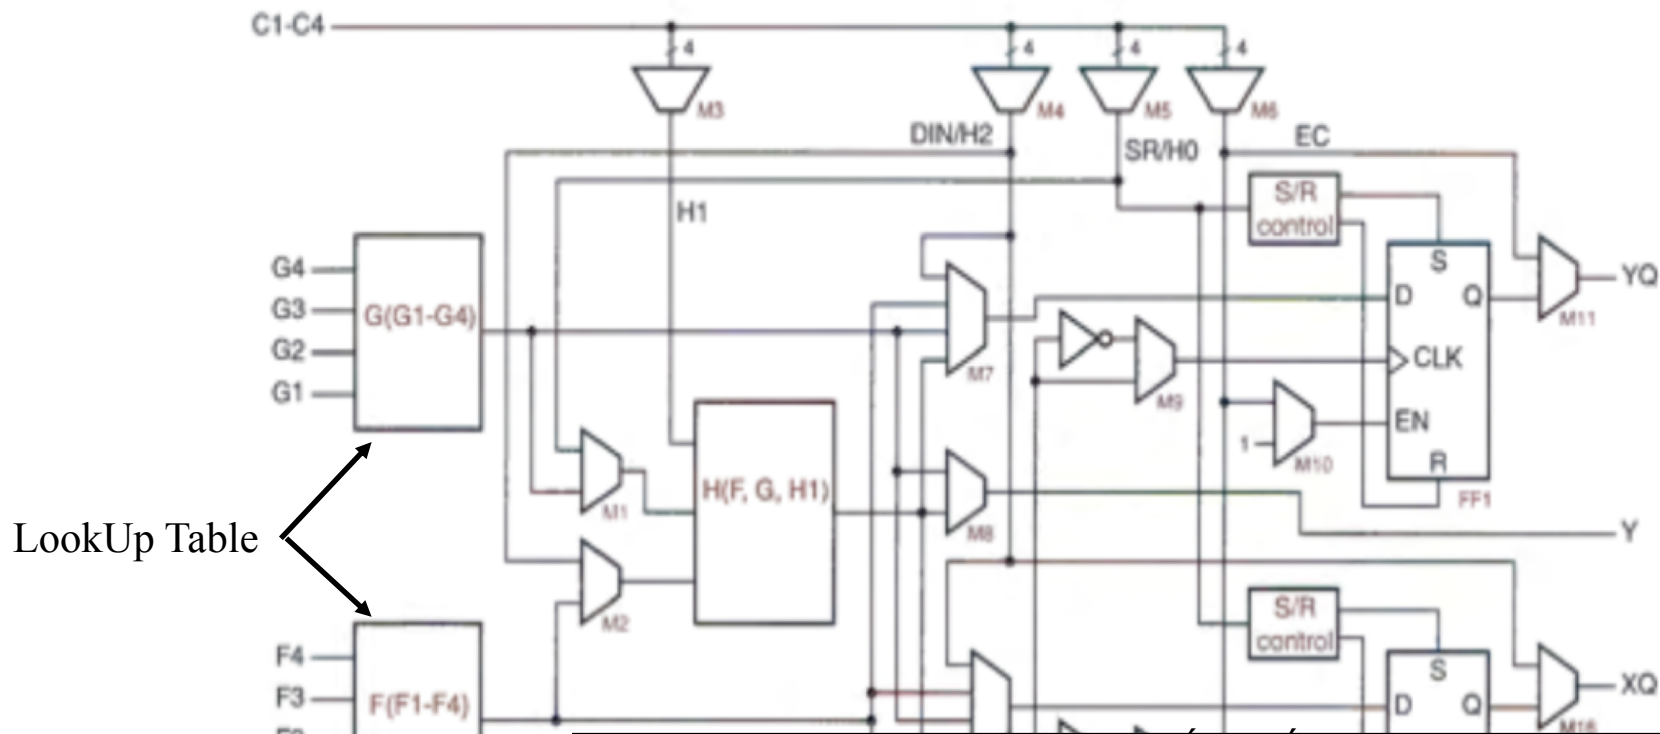 C1-C4
4
4
4
4
M3
M4
M5
M6
DIN/H2
SR/H0
EC
H1
S/R
control
G4
G3
G2
G1
G(G1-G4)
S
D
Q
CLK
EN
R
FF1
YQ
M11
M7
M9
1
M10
M1
H(F, G, H1)
M8
Y
LookUp Table
M2
S/R
control
F4
F3
F(F1-F4)
S
D
Q
XQ